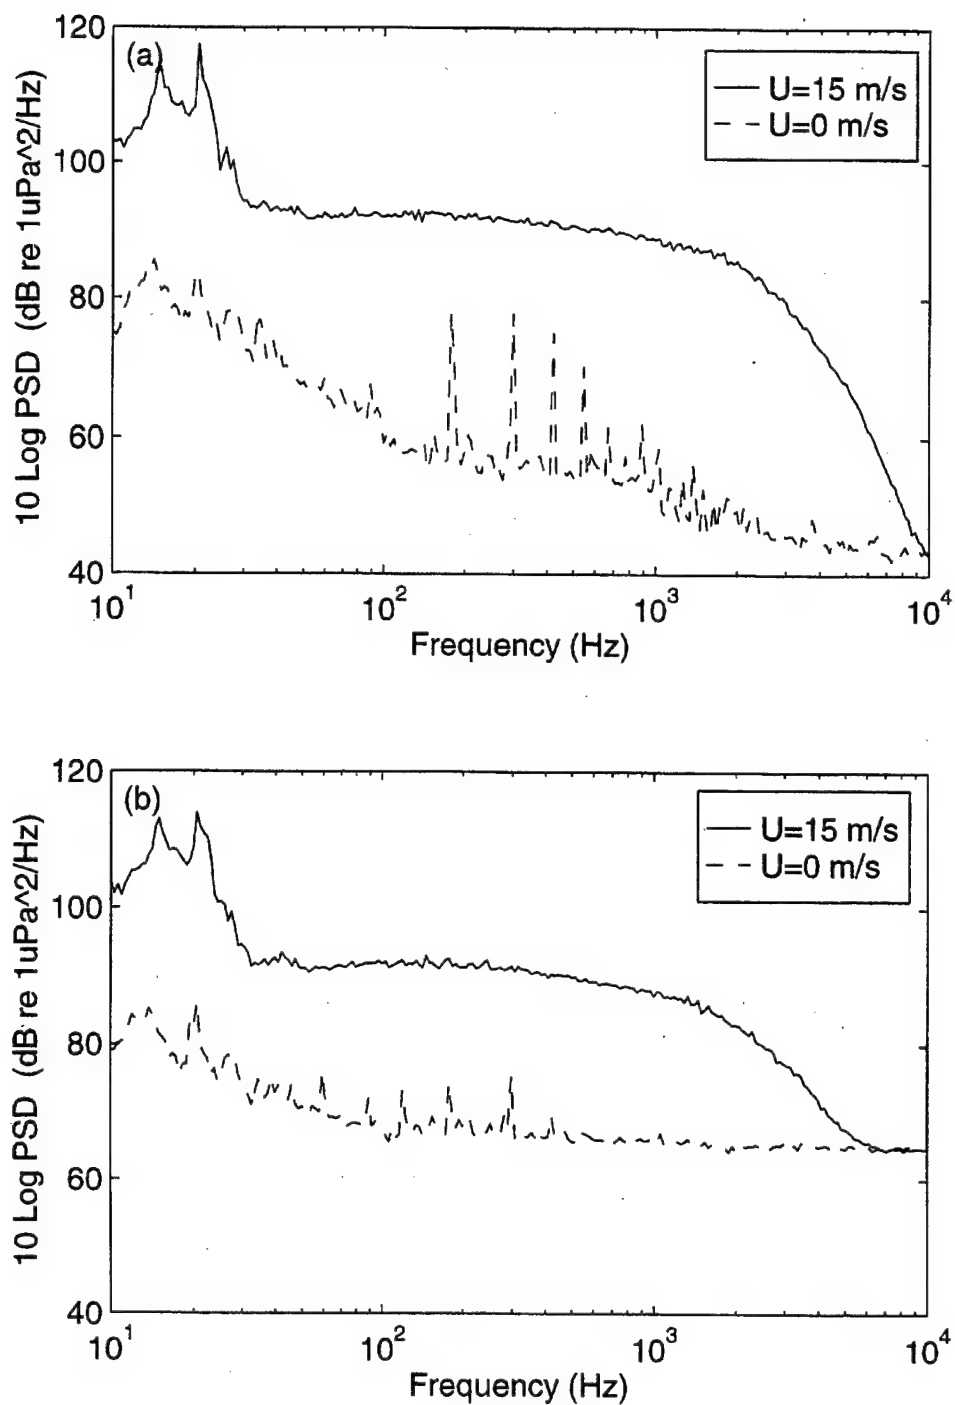 (a)
120
100
80
60
40
10 Log PSD (dB re 1uPa^2/Hz)
U=15 m/s
U=0 m/s
10^1
10^2
10^3
10^4
Frequency (Hz)
(b)
120
100
80
60
40
10 Log PSD (dB re 1uPa^2/Hz)
U=15 m/s
U=0 m/s
10^1
10^2
10^3
10^4
Frequency (Hz)